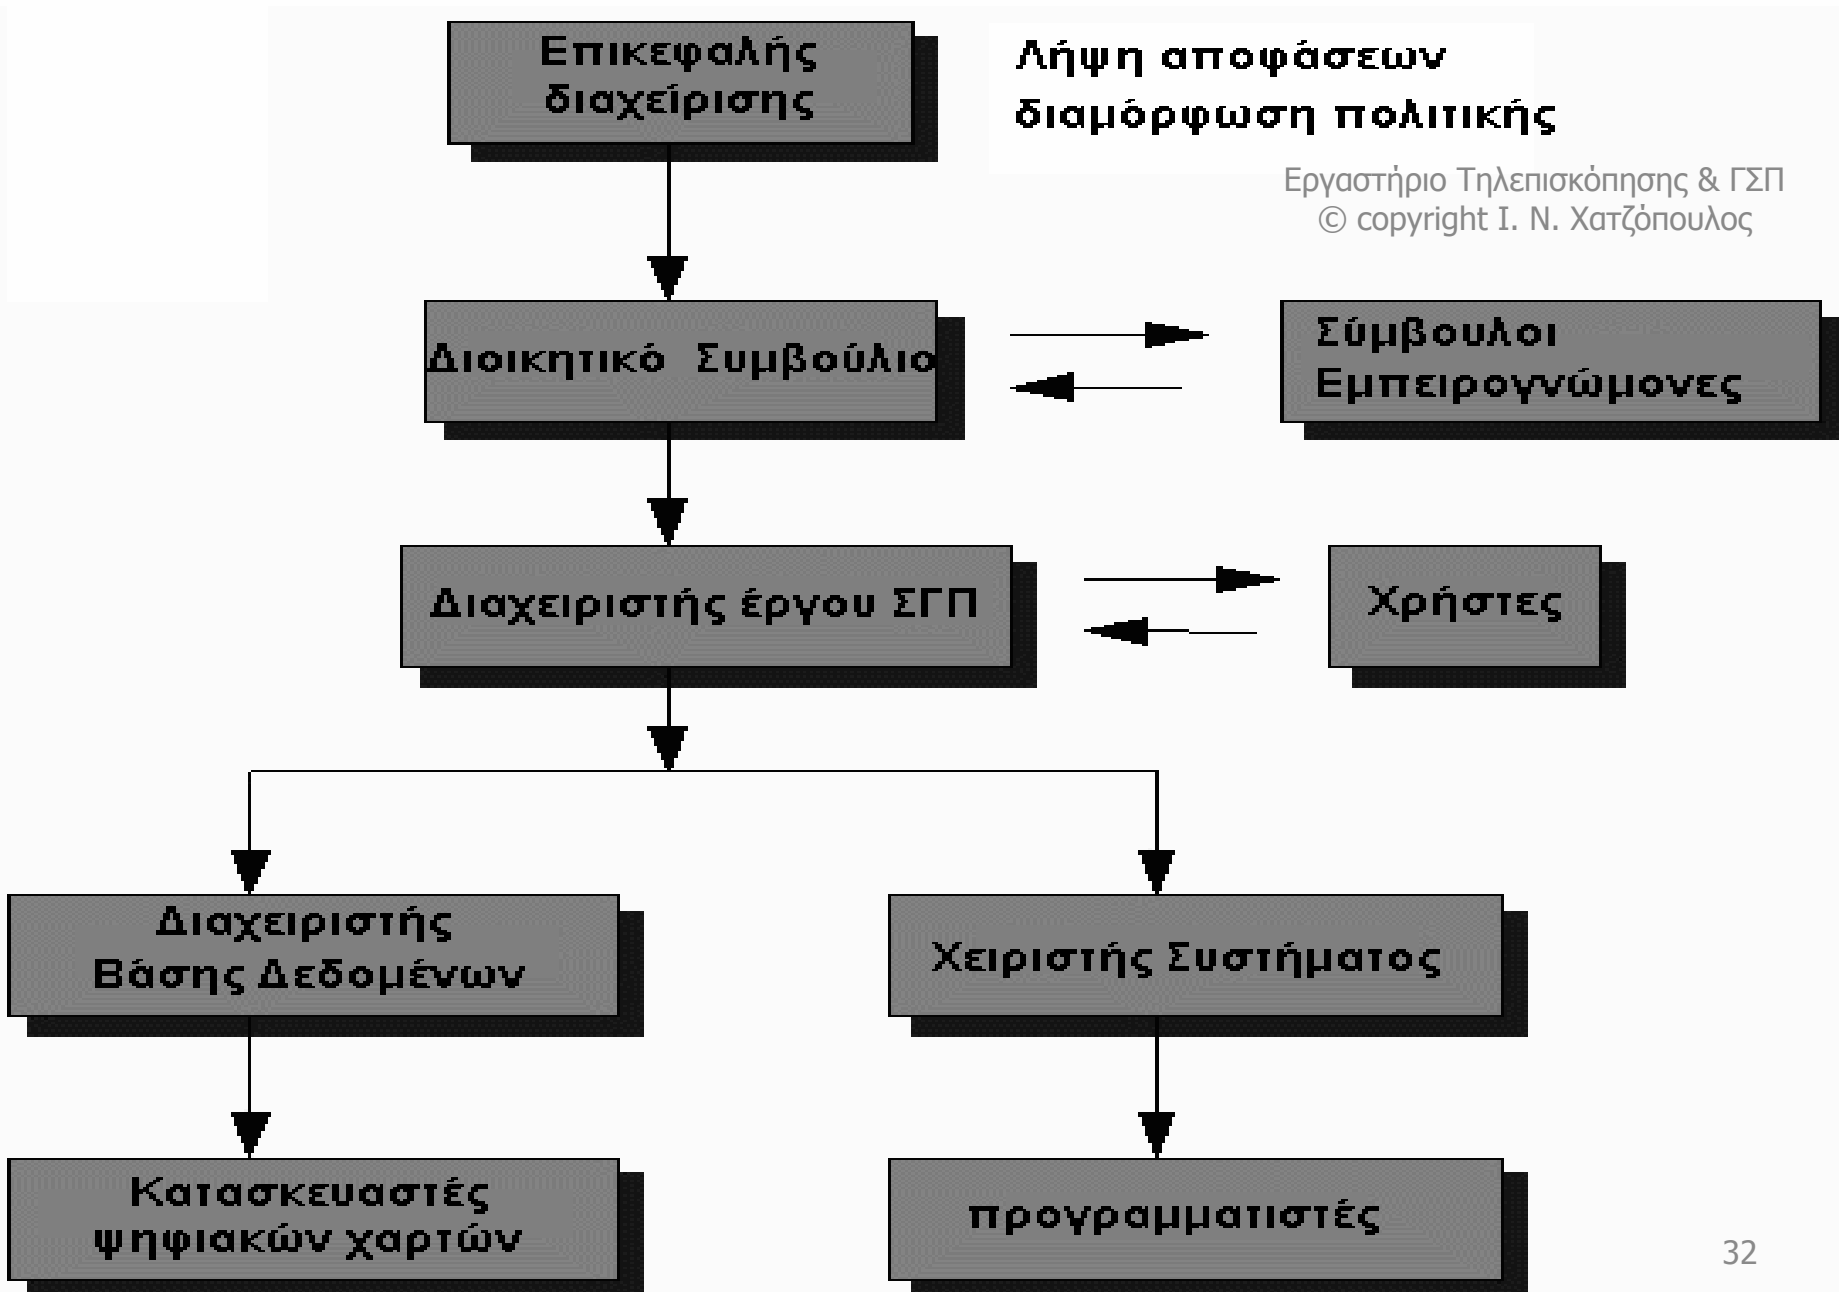 Επικεφαλής
διαχείρισης
Λήψη αποφάσεων
διαμόρφωση πολιτικής
Εργαστήριο Τηλεπισκόπησης & ΓΣΠ
© copyright Ι. Ν. Χατζόπουλος
Διοικητικό Συμβούλιο
Σύμβουλοι
Εμπειρογνώμονες
Διαχειριστής έργου ΣΓΠ
Χρήστες
Διαχειριστής
Βάσης Δεδομένων
Χειριστής Συστήματος
Κατασκευαστές
ψηφιακών χαρτών
προγραμματιστές
32